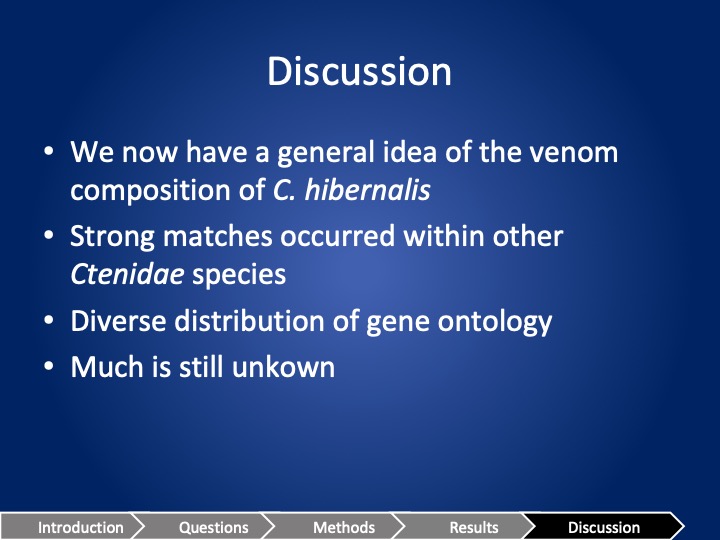 Discussion
• We now have a general idea of the venom
composition of C. hibernalis
• Strong matches occurred within other
Ctenidae species
• Diverse distribution of gene ontology
• Much is still unkown
Introduction Questions Methods Results Discussion